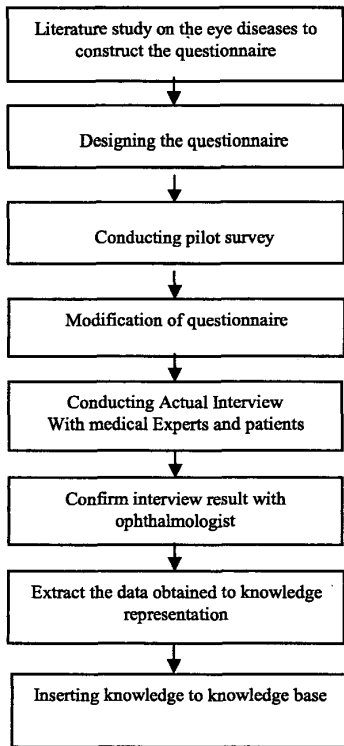 Literature study on the eye diseases to
construct the questionnaire
Designing the questionnaire
Conducting pilot survey
Modification of questionnaire
Conducting Actual Interview
With medical Experts and patients
Confirm interview result with
ophthalmologist
Extract the data obtained to knowledge
representation
Inserting knowledge to knowledge base